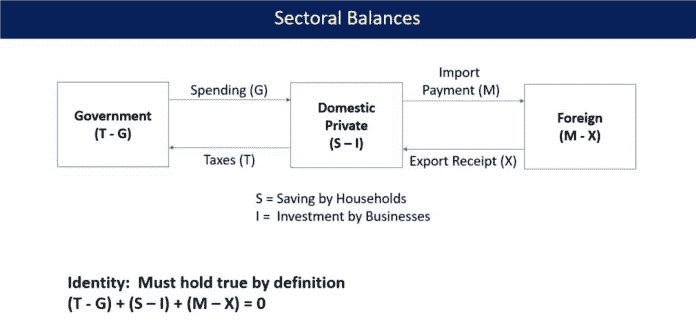 Sectoral Balances
Government
(T - G)
Spending (G)
Taxes (T)
Domestic
Private
(S – I)
Import
Payment (M)
Export Receipt (X)
Foreign
(M - X)
S = Saving by Households
I = Investment by Businesses
Identity: Must hold true by definition
(T - G) + (S – I) + (M – X) = 0